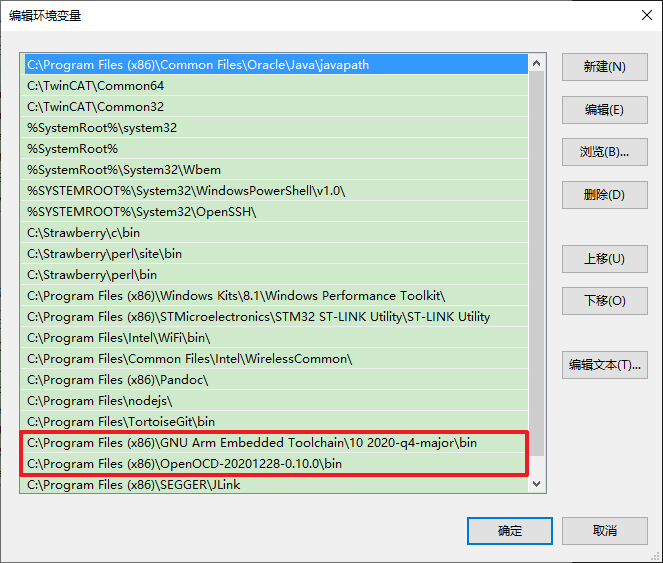 编辑环境变量
C:\Program Files (x86)\Common Files\Oracle\Java\javapath
C:\TwinCAT\Common64
C:\TwinCAT\Common32
%SystemRoot%\system32
%SystemRoot%
%SystemRoot%\System32\Wbem
%SYSTEMROOT%\System32\WindowsPowerShell\v1.0\
%SYSTEMROOT%\System32\OpenSSH\
C:\Strawberry\c\bin
C:\Strawberry\perl\site\bin
C:\Strawberry\perl\bin
C:\Program Files (x86)\Windows Kits\8.1\Windows Performance Toolkit\
C:\Program Files (x86)\STMicroelectronics\STM32 ST-LINK Utility\ST-LINK Utility
C:\Program Files\Intel\WiFi\bin\
C:\Program Files\Common Files\Intel\WirelessCommon\
C:\Program Files (x86)\Pandoc\
C:\Program Files\nodejs\
C:\Program Files\TortoiseGit\bin
C:\Program Files (x86)\GNU Arm Embedded Toolchain\10 2020-q4-major\bin
C:\Program Files (x86)\OpenOCD-20201228-0.10.0\bin
C:\Program Files (x86)\SEGGER\JLink
新建(N)
编辑(E)
浏览(B)...
删除(D)
上移(U)
下移(O)
编辑文本(T)...
确定
取消